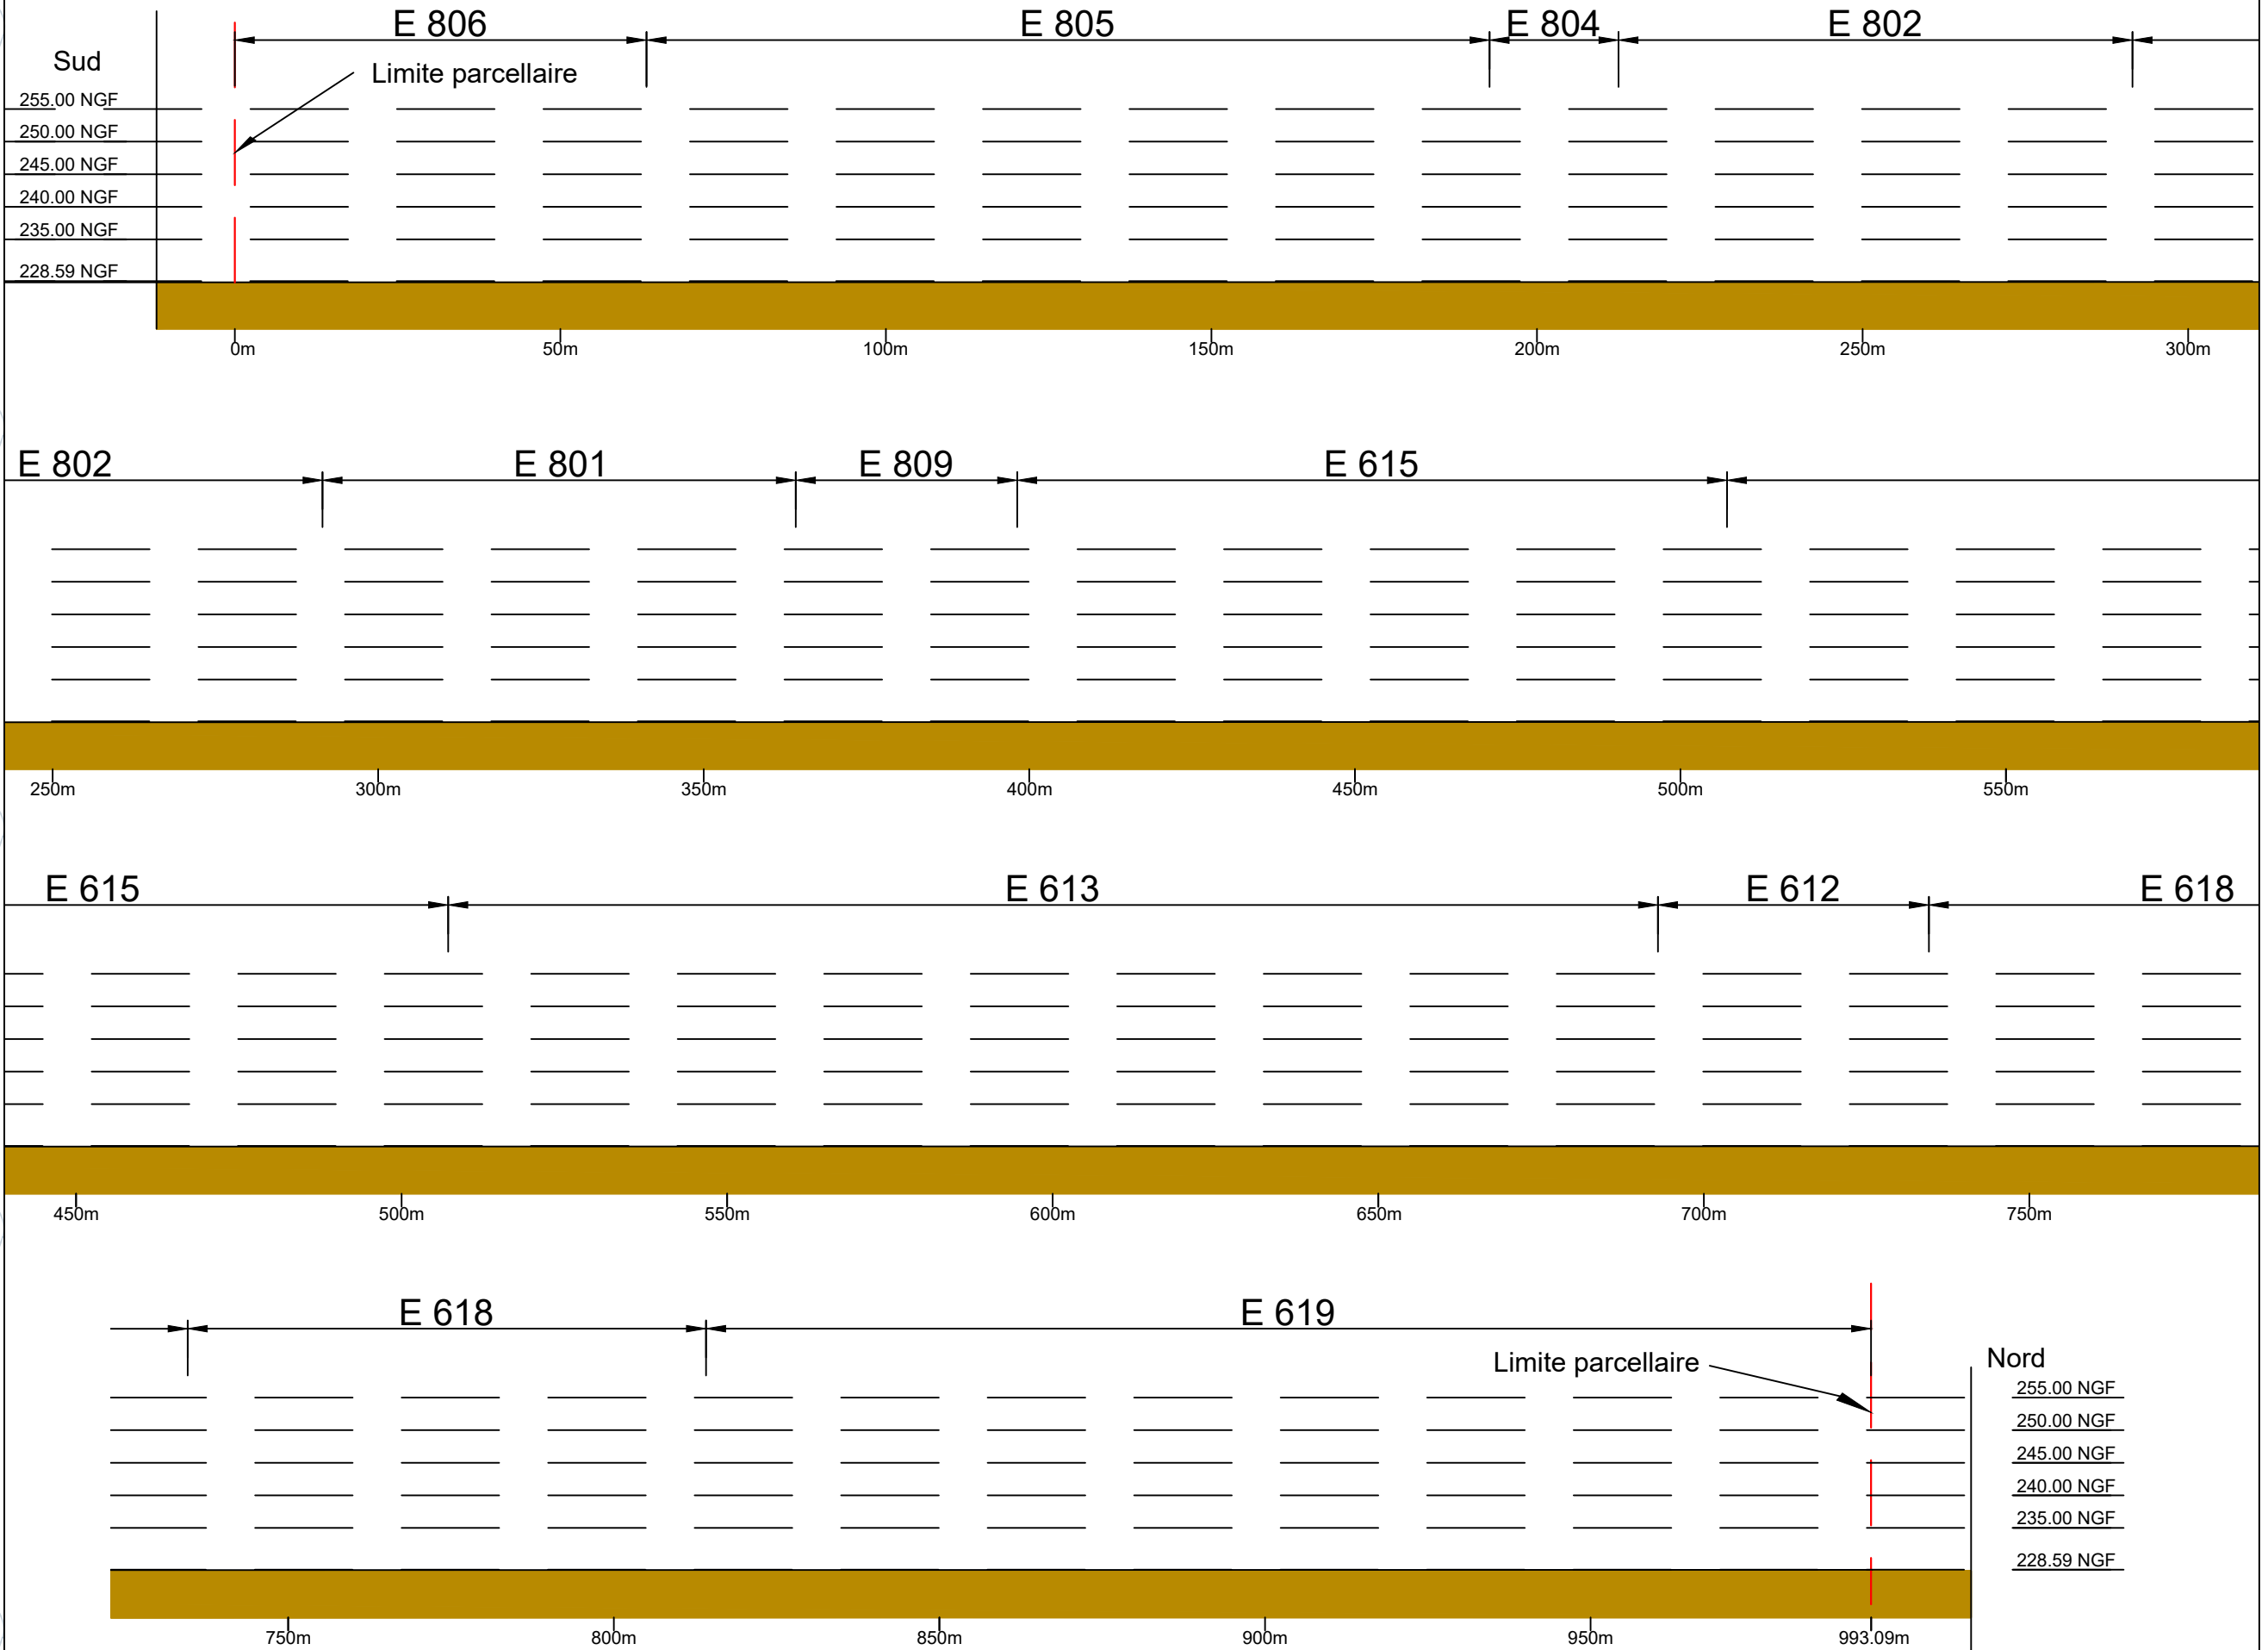 E 806 E 805 E 804 E 802
Sud
Limite parcellaire
255.00 NGF
250.00 NGF
245.00 NGF
240.00 NGF
235.00 NGF
228.59 NGF
0m 50m 100m 150m 200m 250m 300m
E 802 E 801 E 809 E 615
250m 300m 350m 400m 450m 500m 550m
E 615 E 613 E 612 E 618
450m 500m 550m 600m 650m 700m 750m
E 618 E 619
Limite parcellaire
Nord
255.00 NGF
250.00 NGF
245.00 NGF
240.00 NGF
235.00 NGF
228.59 NGF
750m 800m 850m 900m 950m 993.09m